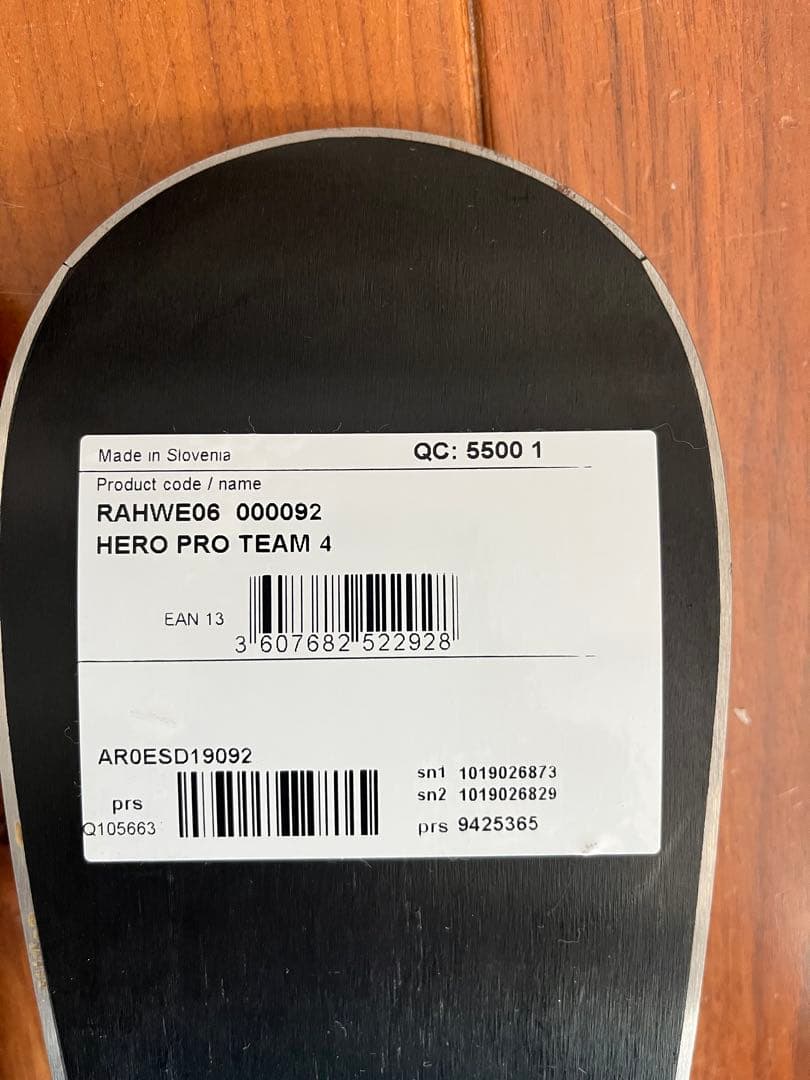 Made in Slovenia QC: 5500 1
Product code / name
RAHWE06 000092
HERO PRO TEAM 4
EAN 13
3 607682 522928
AR0ESD19092
prs
Q105663
sn1 1019026873
sn2 1019026829
prs 9425365